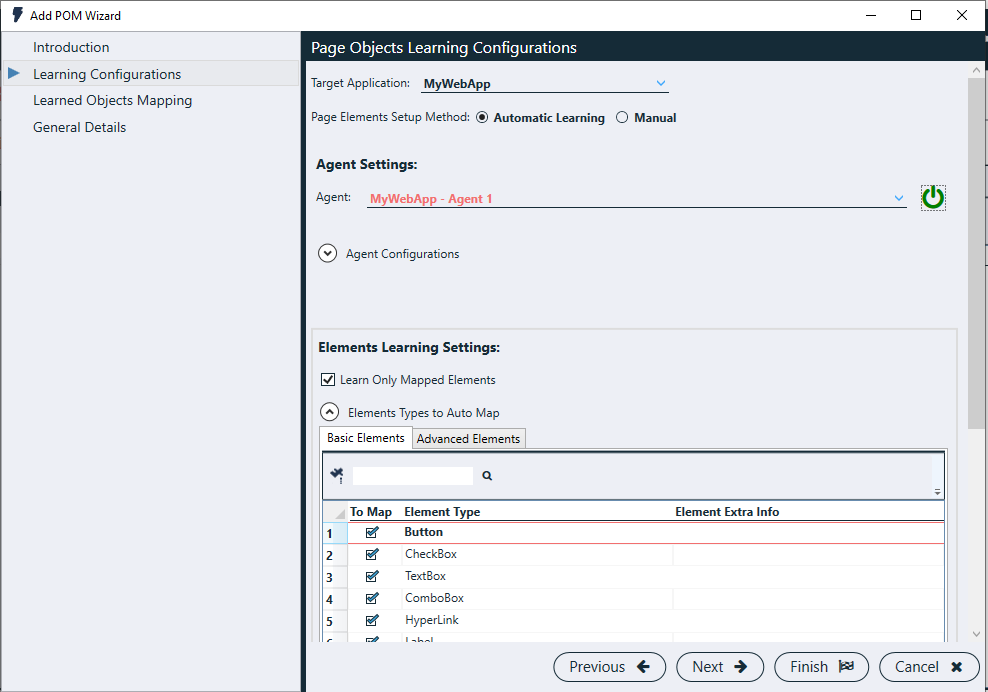 Add POM Wizard
Introduction
Learning Configurations
Learned Objects Mapping
General Details
Page Objects Learning Configurations
Target Application: MyWebApp
Page Elements Setup Method: Automatic Learning Manual
Agent Settings:
Agent: MyWebApp - Agent 1
Agent Configurations
Elements Learning Settings:
Learn Only Mapped Elements
Elements Types to Auto Map
Basic Elements Advanced Elements
To Map Element Type Element Extra Info
1 Button
2 CheckBox
3 TextBox
4 ComboBox
5 HyperLink
6 Label
Previous Next Finish Cancel